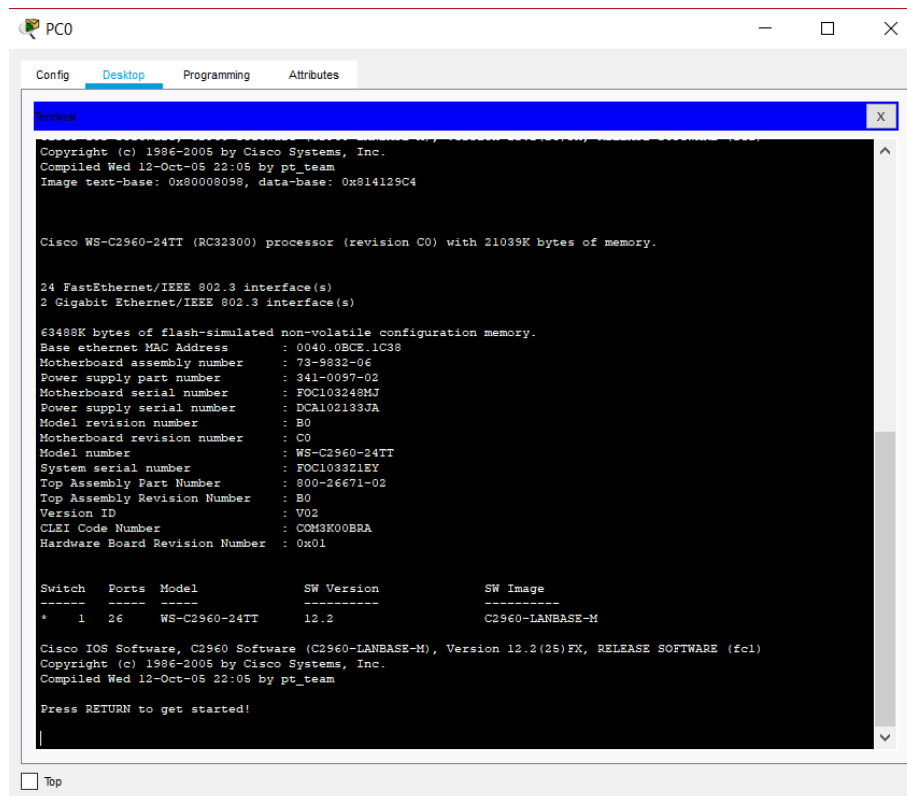 PC0
Config Desktop Programming Attributes
Terminal X
Copyright (c) 1986-2005 by Cisco Systems, Inc.
Compiled Wed 12-Oct-05 22:05 by pt_team
Image text-base: 0x80008098, data-base: 0x814129C4
Cisco WS-C2960-24TT (RC32300) processor (revision C0) with 21039K bytes of memory.
24 FastEthernet/IEEE 802.3 interface(s)
2 Gigabit Ethernet/IEEE 802.3 interface(s)
63488K bytes of flash-simulated non-volatile configuration memory.
Base ethernet MAC Address : 0040.0BCE.1C38
Motherboard assembly number : 73-9832-06
Power supply part number : 341-0097-02
Motherboard serial number : FOC103248MJ
Power supply serial number : DCA102133JA
Model revision number : B0
Motherboard revision number : C0
Model number : WS-C2960-24TT
System serial number : FOC1033Z1EY
Top Assembly Part Number : 800-26671-02
Top Assembly Revision Number : B0
Version ID : V02
CLEI Code Number : COM3K00BRA
Hardware Board Revision Number : 0x01
Switch Ports Model SW Version SW Image
------ ----- ----- ---------- ----------
* 1 26 WS-C2960-24TT 12.2 C2960-LANBASE-M
Cisco IOS Software, C2960 Software (C2960-LANBASE-M), Version 12.2(25)FX, RELEASE SOFTWARE (fc1)
Copyright (c) 1986-2005 by Cisco Systems, Inc.
Compiled Wed 12-Oct-05 22:05 by pt_team
Press RETURN to get started!
Top